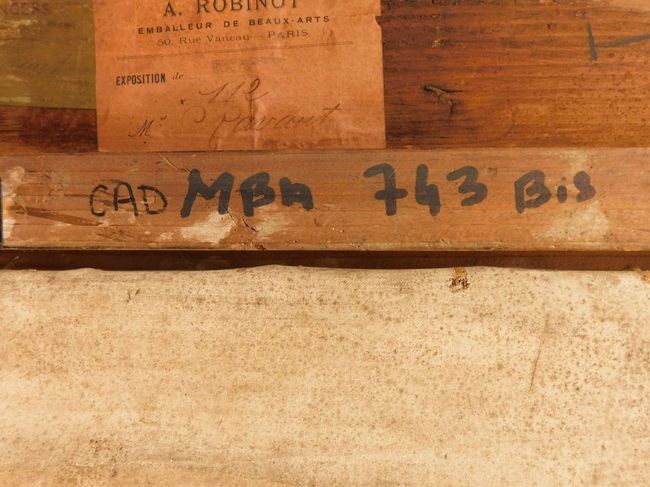 A. ROBINOT
EMBALLEUR DE BEAUX-ARTS
50, Rue Vaneau - PARIS
EXPOSITION de
112
Mr
CAD MBA 743 Bis